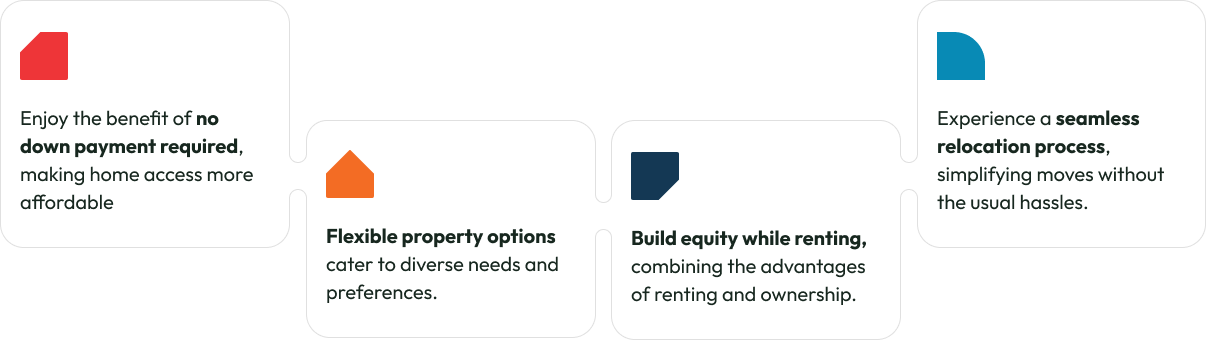 Enjoy the benefit of no
down payment required,
making home access more
affordable
Flexible property options
cater to diverse needs and
preferences.
Build equity while renting,
combining the advantages
of renting and ownership.
Experience a seamless
relocation process,
simplifying moves without
the usual hassles.